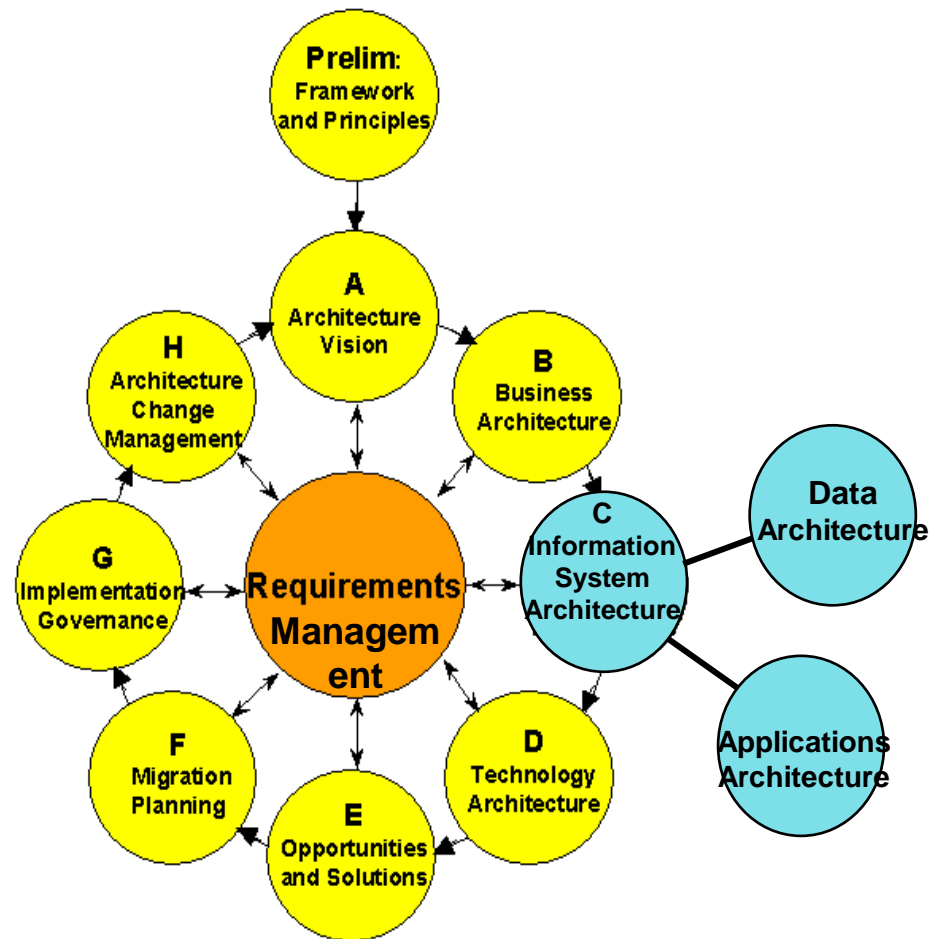 Prelim:
Framework
and Principles
A
Architecture
Vision
B
Business
Architecture
H
Architecture
Change
Management
C
Information
System
Architecture
Data
Architecture
G
Implementation
Governance
Requirements
Managem
ent
D
Technology
Architecture
Applications
Architecture
F
Migration
Planning
E
Opportunities
and Solutions